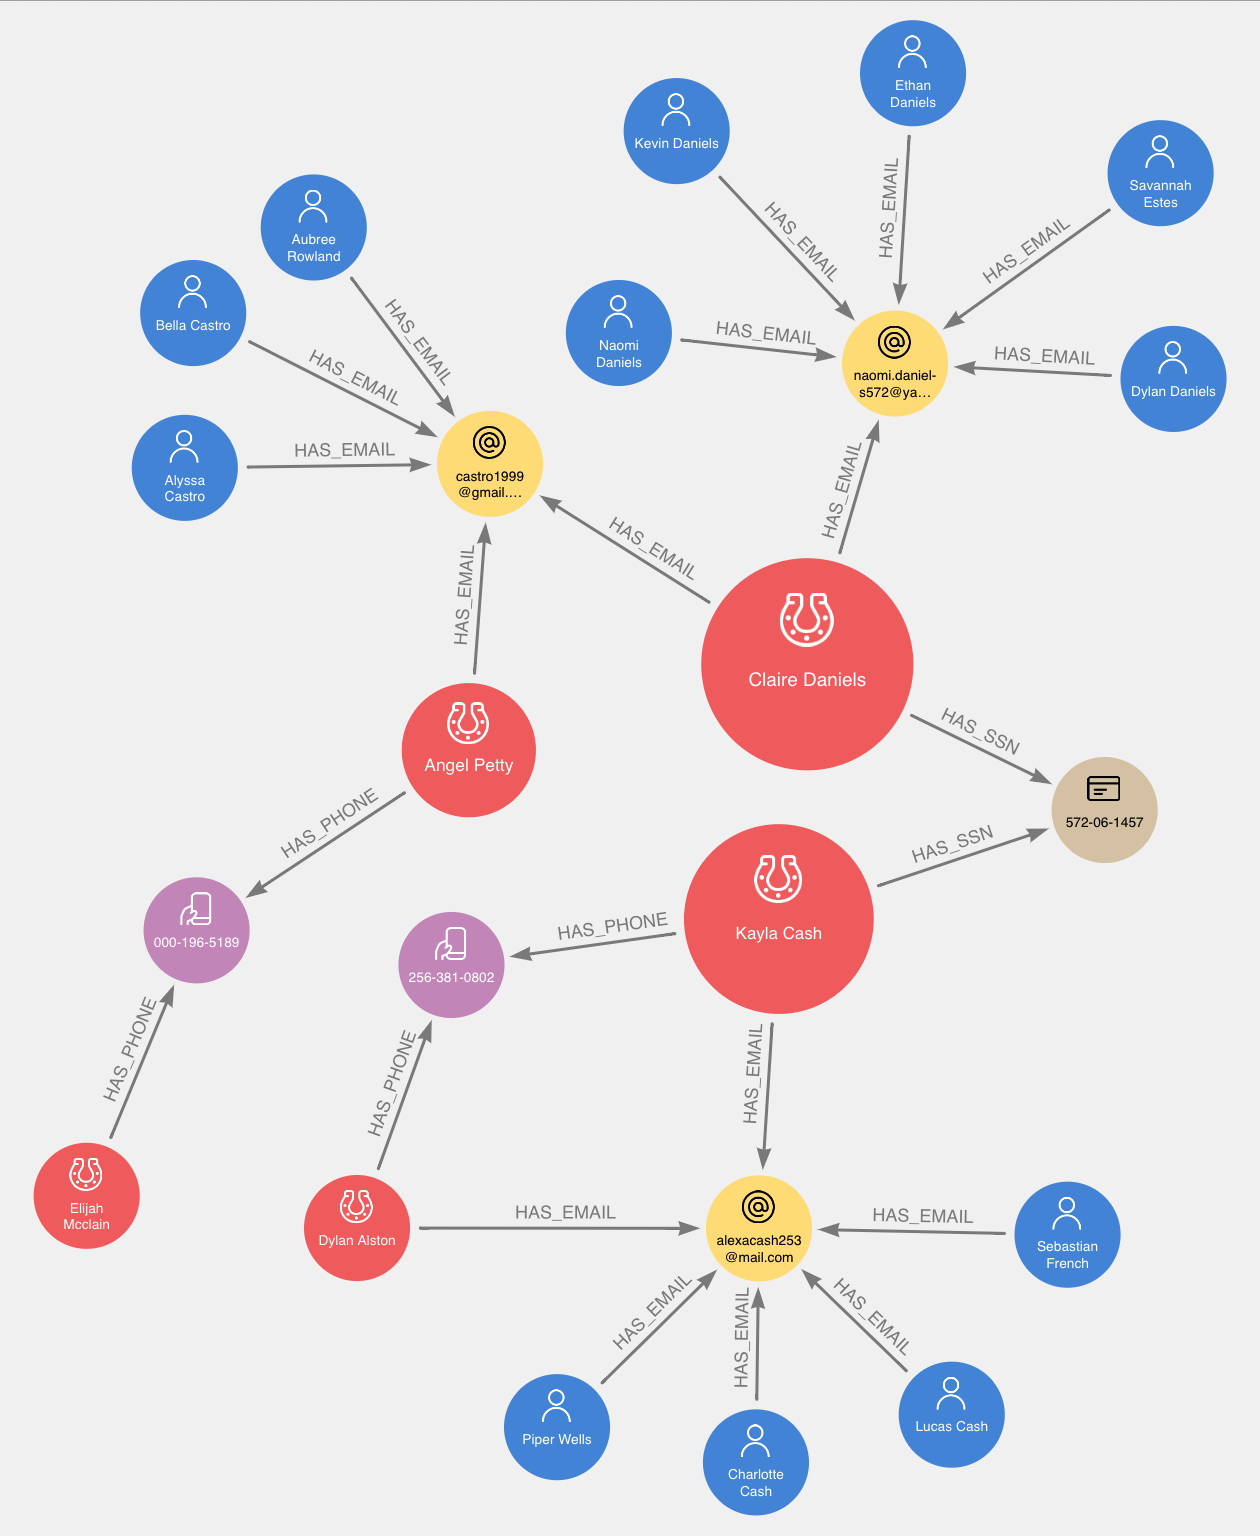 Ethan
Daniels
Kevin Daniels
Savannah
Estes
HAS_EMAIL
HAS_EMAIL
HAS_EMAIL
Aubree
Rowland
Bella Castro
HAS_EMAIL
HAS_EMAIL
Naomi
Daniels
HAS_EMAIL
naomi.daniel-
s572@ya...
HAS_EMAIL
Dylan Daniels
Alyssa
Castro
HAS_EMAIL
castro1999
@gmail....
HAS_EMAIL
HAS_EMAIL
HAS_EMAIL
Claire Daniels
Angel Petty
HAS_SSN
HAS_PHONE
572-06-1457
HAS_SSN
000-196-5189
256-381-0802
HAS_PHONE
Kayla Cash
HAS_PHONE
HAS_PHONE
HAS_EMAIL
Elijah
Mcclain
Dylan Alston
HAS_EMAIL
alexacash253
@mail.com
HAS_EMAIL
Sebastian
French
HAS_EMAIL
HAS_EMAIL
HAS_EMAIL
Piper Wells
Charlotte
Cash
Lucas Cash